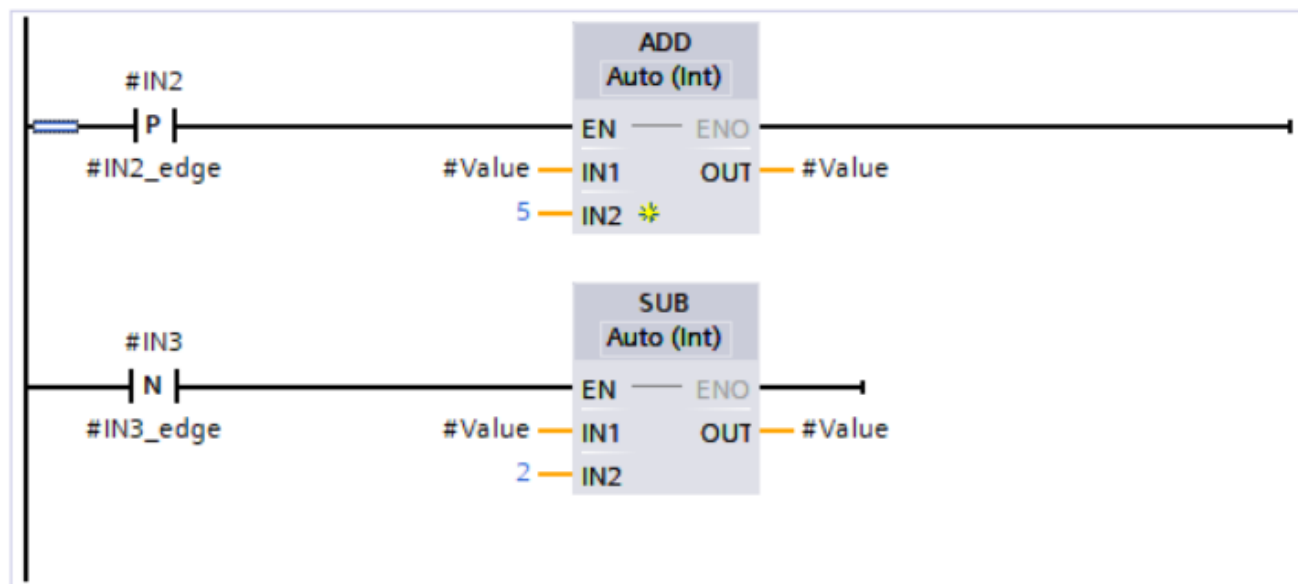 ADD
Auto (Int)
#IN2
P
#IN2_edge
EN ENO
#Value IN1 OUT #Value
5 IN2
SUB
Auto (Int)
#IN3
N
#IN3_edge
EN ENO
#Value IN1 OUT #Value
2 IN2